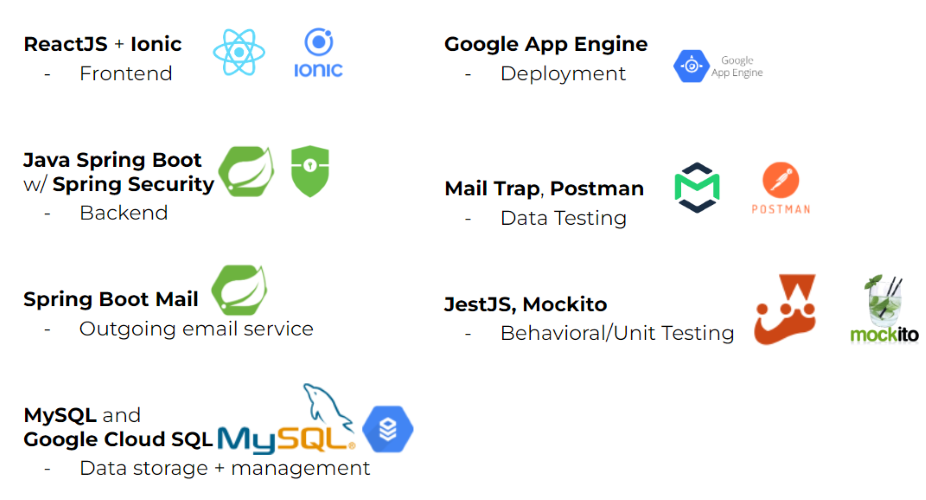 ReactJS + Ionic
- Frontend
IONIC
Java Spring Boot
w/ Spring Security
- Backend
Spring Boot Mail
- Outgoing email service
MySQL and
Google Cloud SQL
MySQL®
- Data storage + management
Google App Engine
- Deployment
Google
App Engine
Mail Trap, Postman
- Data Testing
POSTMAN
JestJS, Mockito
- Behavioral/Unit Testing
mockito